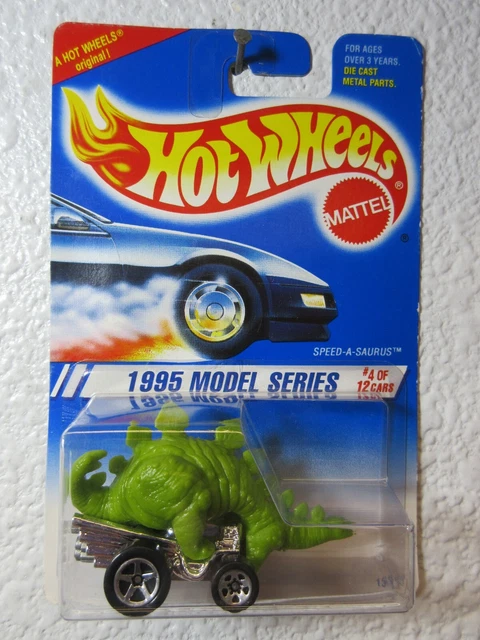 A HOT WHEELS®
original!
FOR AGES
OVER 3 YEARS.
DIE CAST
METAL PARTS.
HOT WHEELS®
MATTEL®
SPEED-A-SAURUS™
1995 MODEL SERIES
#4 OF
12 CARS